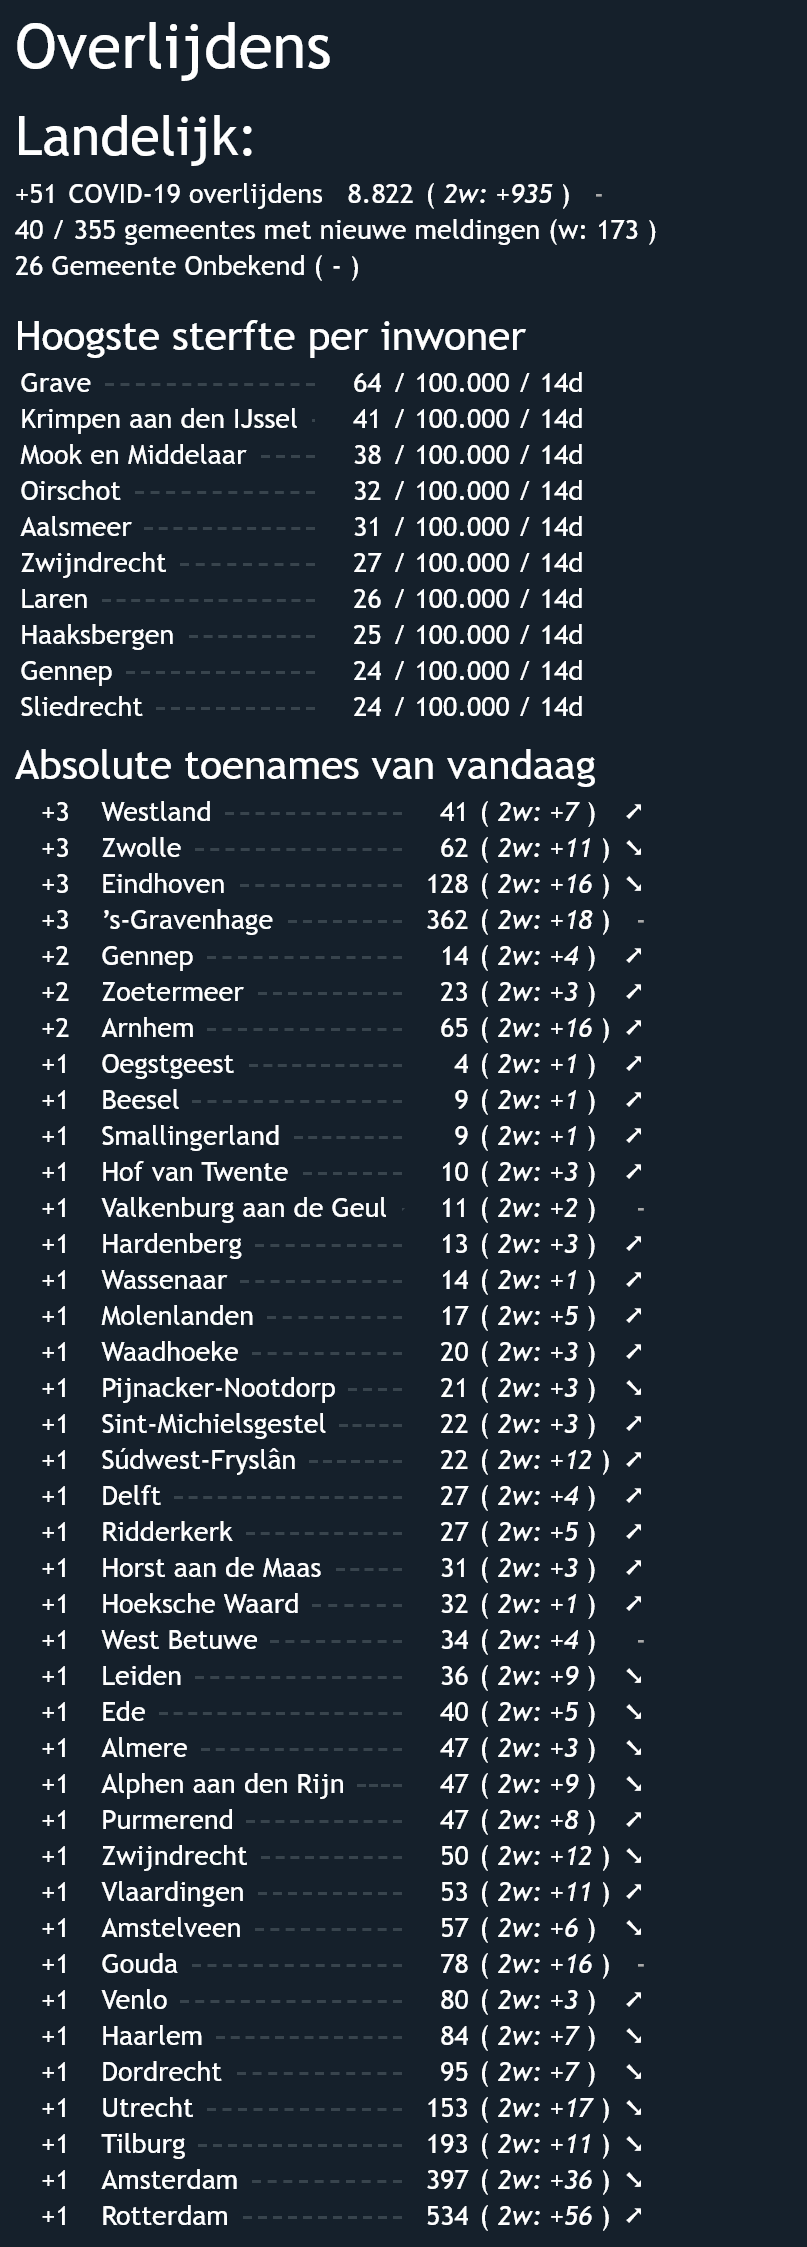 Overlijdens
Landelijk:
+51 COVID-19 overlijdens 8.822 ( 2w: +935 ) -
40 / 355 gemeentes met nieuwe meldingen (w: 173 )
26 Gemeente Onbekend ( - )
Hoogste sterfte per inwoner
Grave -------------- 64 / 100.000 / 14d
Krimpen aan den IJssel - 41 / 100.000 / 14d
Mook en Middelaar ---- 38 / 100.000 / 14d
Oirschot ------------ 32 / 100.000 / 14d
Aalsmeer ------------ 31 / 100.000 / 14d
Zwijndrecht --------- 27 / 100.000 / 14d
Laren -------------- 26 / 100.000 / 14d
Haaksbergen --------- 25 / 100.000 / 14d
Gennep ------------- 24 / 100.000 / 14d
Sliedrecht ----------- 24 / 100.000 / 14d
Absolute toenames van vandaag
+3 Westland ------------ 41 ( 2w: +7 ) ➚
+3 Zwolle -------------- 62 ( 2w: +11 ) ➘
+3 Eindhoven ----------- 128 ( 2w: +16 ) ➘
+3 ’s-Gravenhage -------- 362 ( 2w: +18 ) -
+2 Gennep ------------- 14 ( 2w: +4 ) ➚
+2 Zoetermeer ---------- 23 ( 2w: +3 ) ➚
+2 Arnhem ------------- 65 ( 2w: +16 ) ➚
+1 Oegstgeest ----------- 4 ( 2w: +1 ) ➚
+1 Beesel -------------- 9 ( 2w: +1 ) ➚
+1 Smallingerland -------- 9 ( 2w: +1 ) ➚
+1 Hof van Twente ------- 10 ( 2w: +3 ) ➚
+1 Valkenburg aan de Geul - 11 ( 2w: +2 ) -
+1 Hardenberg ---------- 13 ( 2w: +3 ) ➚
+1 Wassenaar ----------- 14 ( 2w: +1 ) ➚
+1 Molenlanden --------- 17 ( 2w: +5 ) ➚
+1 Waadhoeke ---------- 20 ( 2w: +3 ) ➚
+1 Pijnacker-Nootdorp ---- 21 ( 2w: +3 ) ➘
+1 Sint-Michielsgestel ----- 22 ( 2w: +3 ) ➚
+1 Súdwest-Fryslân ------- 22 ( 2w: +12 ) ➚
+1 Delft ---------------- 27 ( 2w: +4 ) ➚
+1 Ridderkerk ----------- 27 ( 2w: +5 ) ➚
+1 Horst aan de Maas ----- 31 ( 2w: +3 ) ➚
+1 Hoeksche Waard ------ 32 ( 2w: +1 ) ➚
+1 West Betuwe --------- 34 ( 2w: +4 ) -
+1 Leiden -------------- 36 ( 2w: +9 ) ➘
+1 Ede ----------------- 40 ( 2w: +5 ) ➘
+1 Almere -------------- 47 ( 2w: +3 ) ➘
+1 Alphen aan den Rijn ---- 47 ( 2w: +9 ) ➘
+1 Purmerend ----------- 47 ( 2w: +8 ) ➚
+1 Zwijndrecht ---------- 50 ( 2w: +12 ) ➘
+1 Vlaardingen ---------- 53 ( 2w: +11 ) ➚
+1 Amstelveen ---------- 57 ( 2w: +6 ) ➘
+1 Gouda -------------- 78 ( 2w: +16 ) -
+1 Venlo --------------- 80 ( 2w: +3 ) ➚
+1 Haarlem ------------- 84 ( 2w: +7 ) ➘
+1 Dordrecht ----------- 95 ( 2w: +7 ) ➘
+1 Utrecht ------------- 153 ( 2w: +17 ) ➘
+1 Tilburg -------------- 193 ( 2w: +11 ) ➘
+1 Amsterdam ---------- 397 ( 2w: +36 ) ➘
+1 Rotterdam ----------- 534 ( 2w: +56 ) ➚